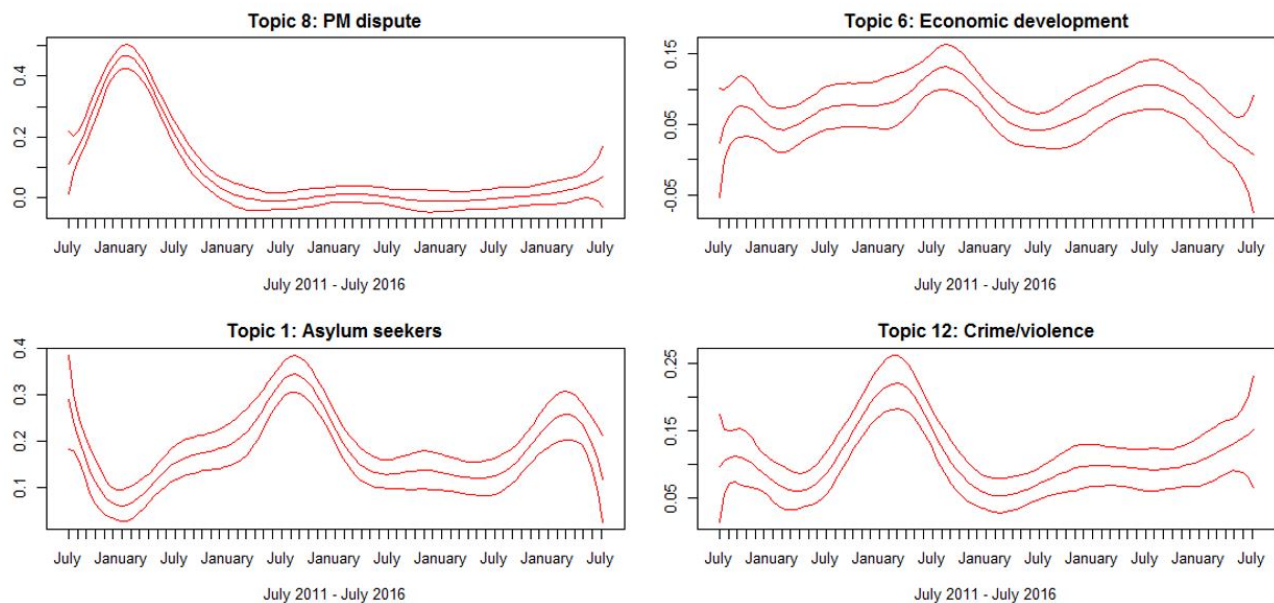 Topic 8: PM dispute
0.4
0.2
0.0
July January July January July January July January July January July
July 2011 - July 2016
Topic 6: Economic development
0.15
0.05
-0.05
July January July January July January July January July January July
July 2011 - July 2016
Topic 1: Asylum seekers
0.4
0.3
0.2
0.1
July January July January July January July January July January July
July 2011 - July 2016
Topic 12: Crime/violence
0.25
0.15
0.05
July January July January July January July January July January July
July 2011 - July 2016